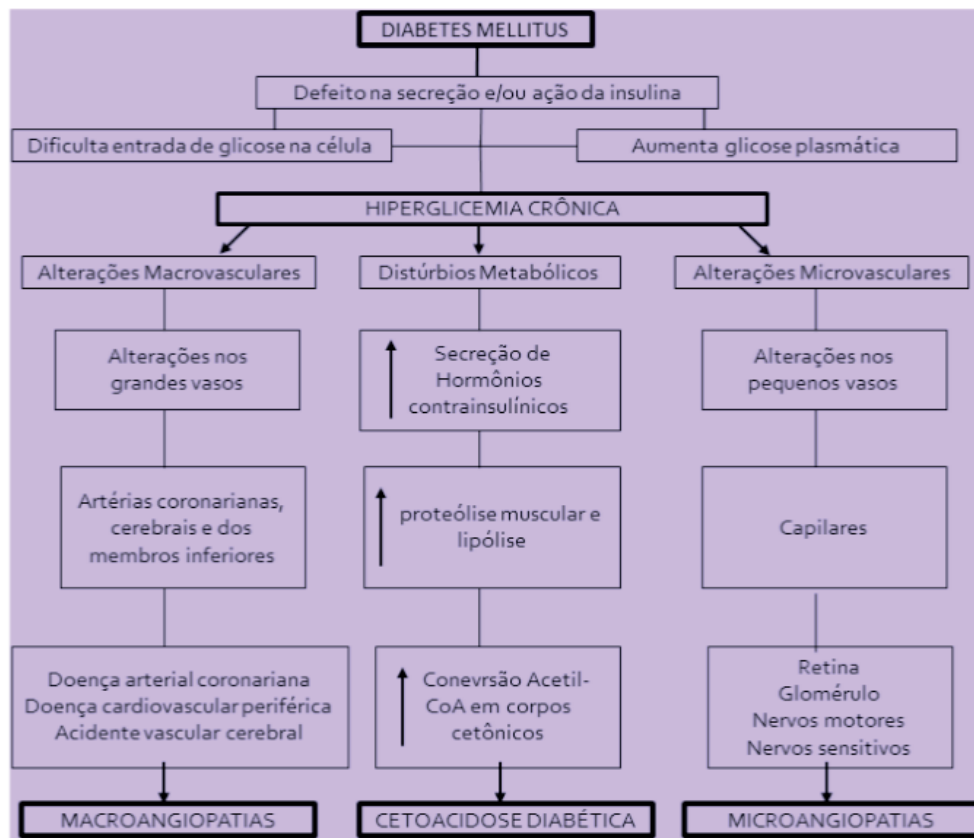 DIABETES MELLITUS
Defeito na secreção e/ou ação da insulina
Dificulta entrada de glicose na célula
Aumenta glicose plasmática
HIPERGLICEMIA CRÔNICA
Alterações Macrovasculares
Distúrbios Metabólicos
Alterações Microvasculares
Alterações nos
grandes vasos
Secreção de
Hormônios
contrainsulínicos
Alterações nos
pequenos vasos
Artérias coronarianas,
cerebrais e dos
membros inferiores
proteólise muscular e
lipólise
Capilares
Doença arterial coronariana
Doença cardiovascular periférica
Acidente vascular cerebral
Conevrsão Acetil-
CoA em corpos
cetônicos
Retina
Glomérulo
Nervos motores
Nervos sensitivos
MACROANGIOPATIAS
CETOACIDOSE DIABÉTICA
MICROANGIOPATIAS